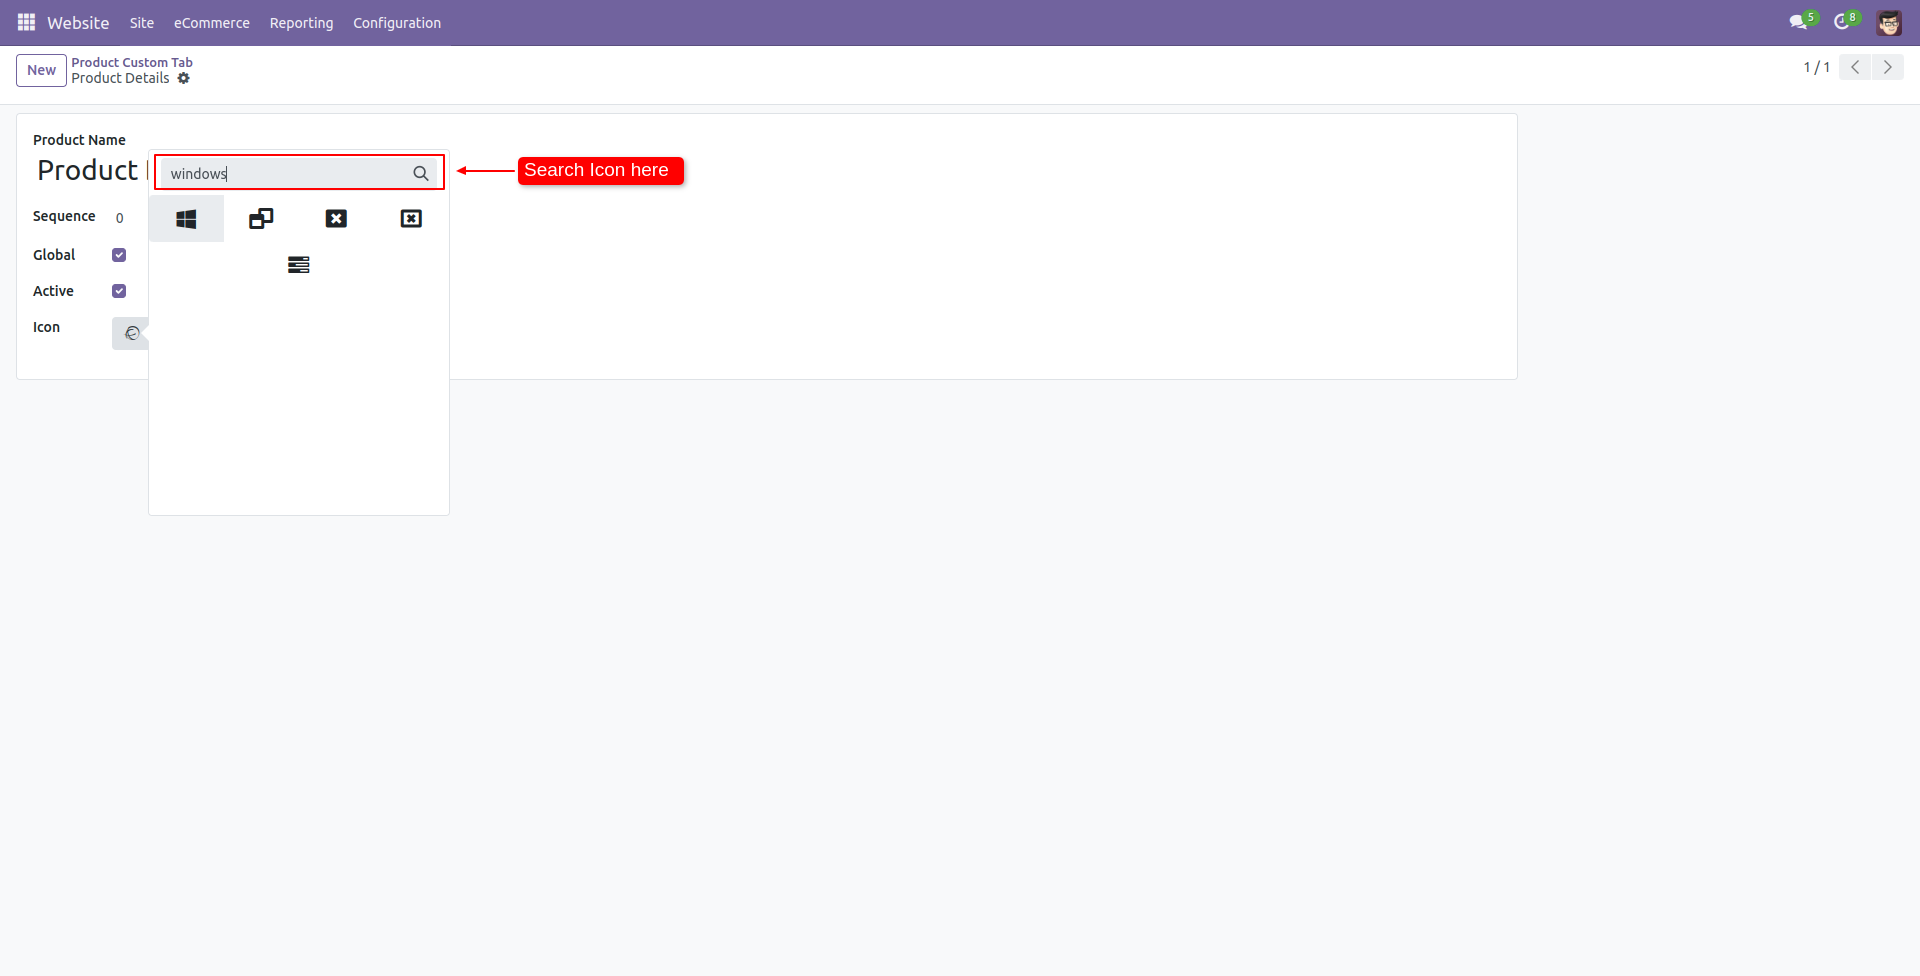 Website Site eCommerce Reporting Configuration 5 8
New Product Custom Tab
Product Details 1 / 1
Product Name
Product
windows
Search Icon here
Sequence 0
Global
Active
Icon